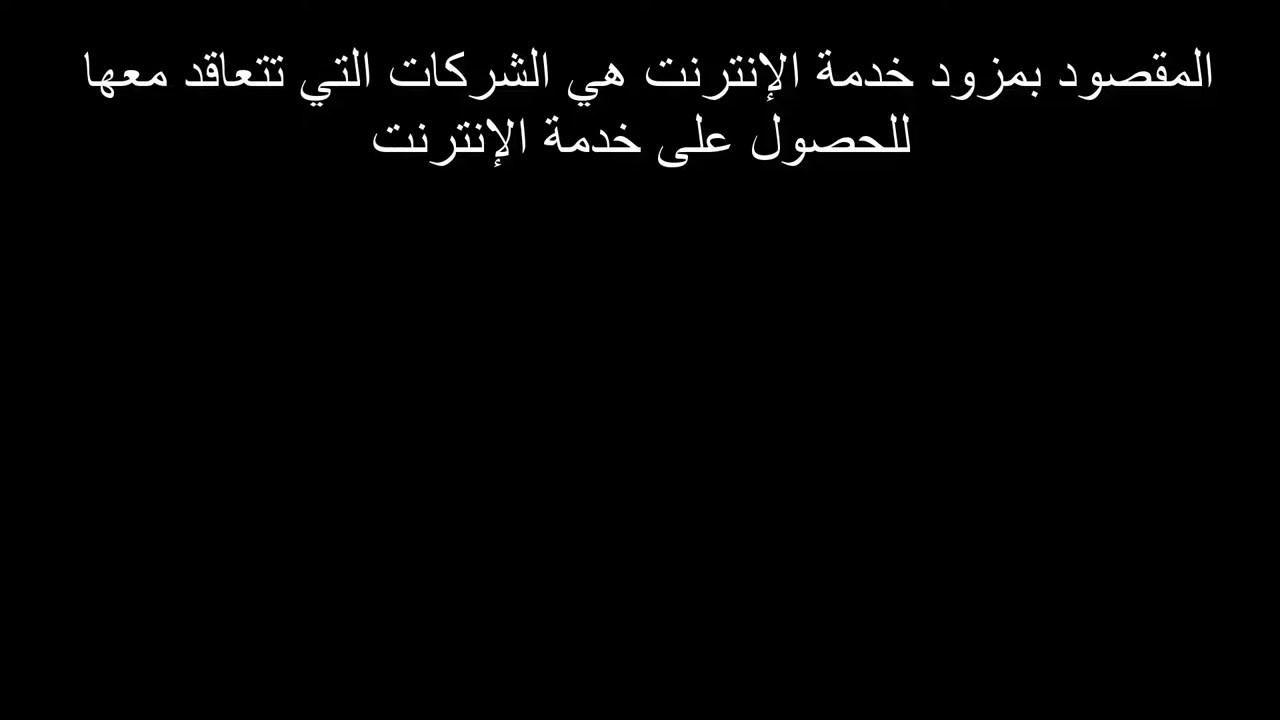 المقصود بمزود خدمة الإنترنت هي الشركات التي تتعاقد معها
للحصول على خدمة الإنترنت